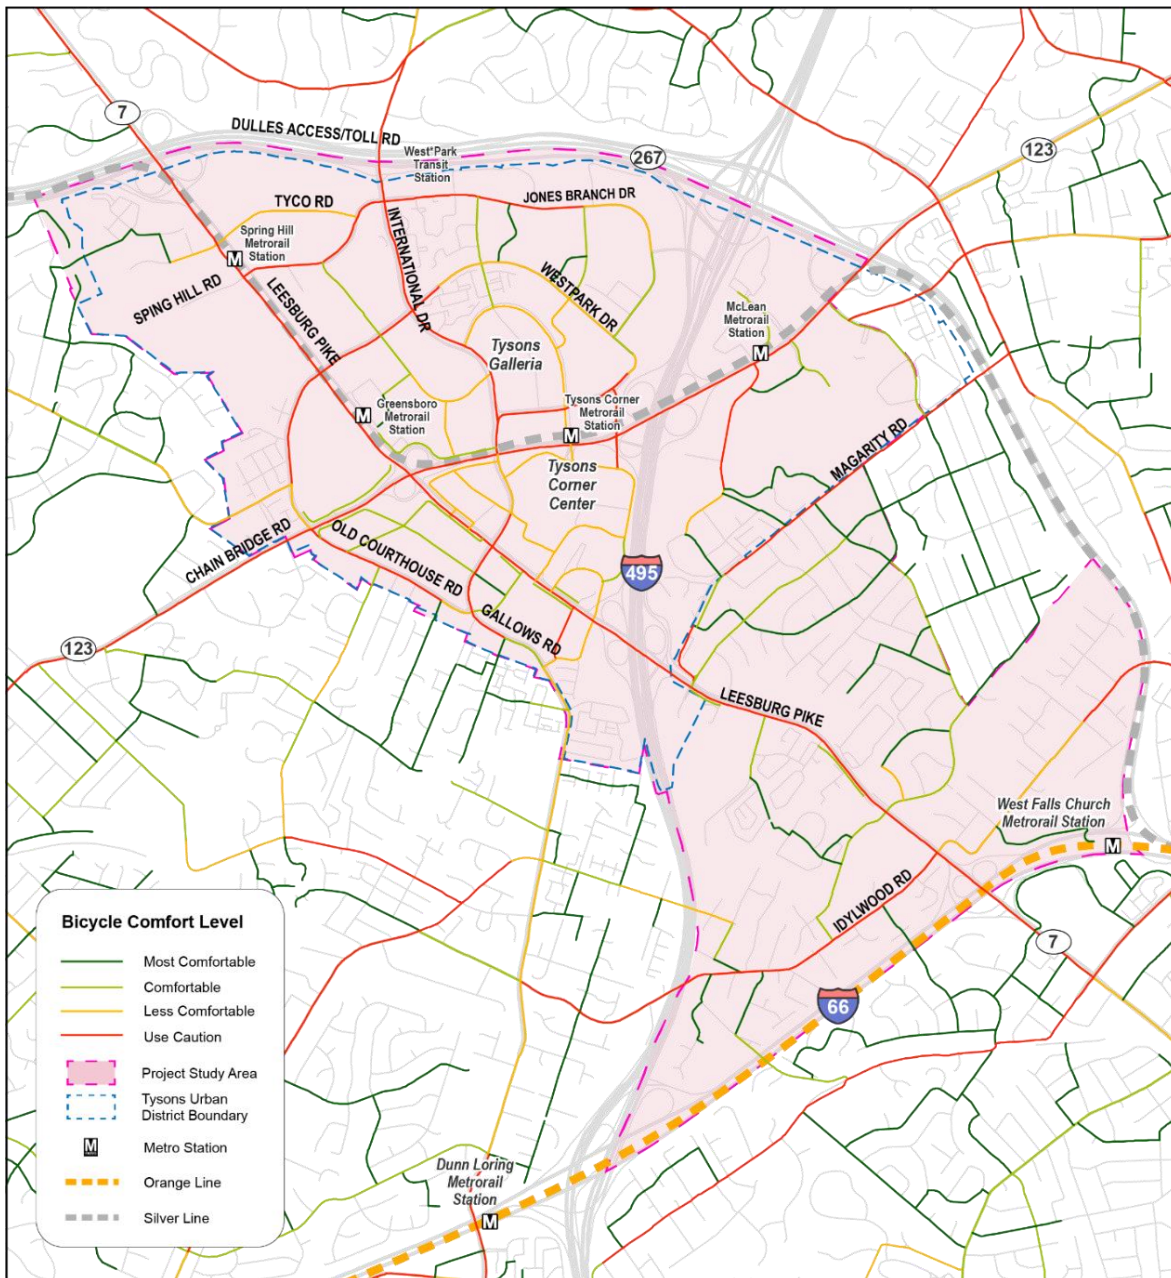 7
DULLES ACCESS/TOLL RD
West*Park
Transit
Station
267
123
TYCO RD
JONES BRANCH DR
Spring Hill
Metrorail
Station
M
INTERNATIONAL DR
SPING HILL RD
LEESBURG PIKE
WESTPARK DR
McLean
Metrorail
Station
M
Tysons
Galleria
Greensboro
Metrorail
Station
M
Tysons Corner
Metrorail
Station
M
MAGARITY RD
Tysons
Corner
Center
CHAIN BRIDGE RD
OLD COURTHOUSE RD
495
GALLOWS RD
123
LEESBURG PIKE
West Falls Church
Metrorail Station
M
IDYLWOOD RD
7
66
Dunn Loring
Metrorail
Station
M
Bicycle Comfort Level
Most Comfortable
Comfortable
Less Comfortable
Use Caution
Project Study Area
Tysons Urban
District Boundary
M
Metro Station
Orange Line
Silver Line